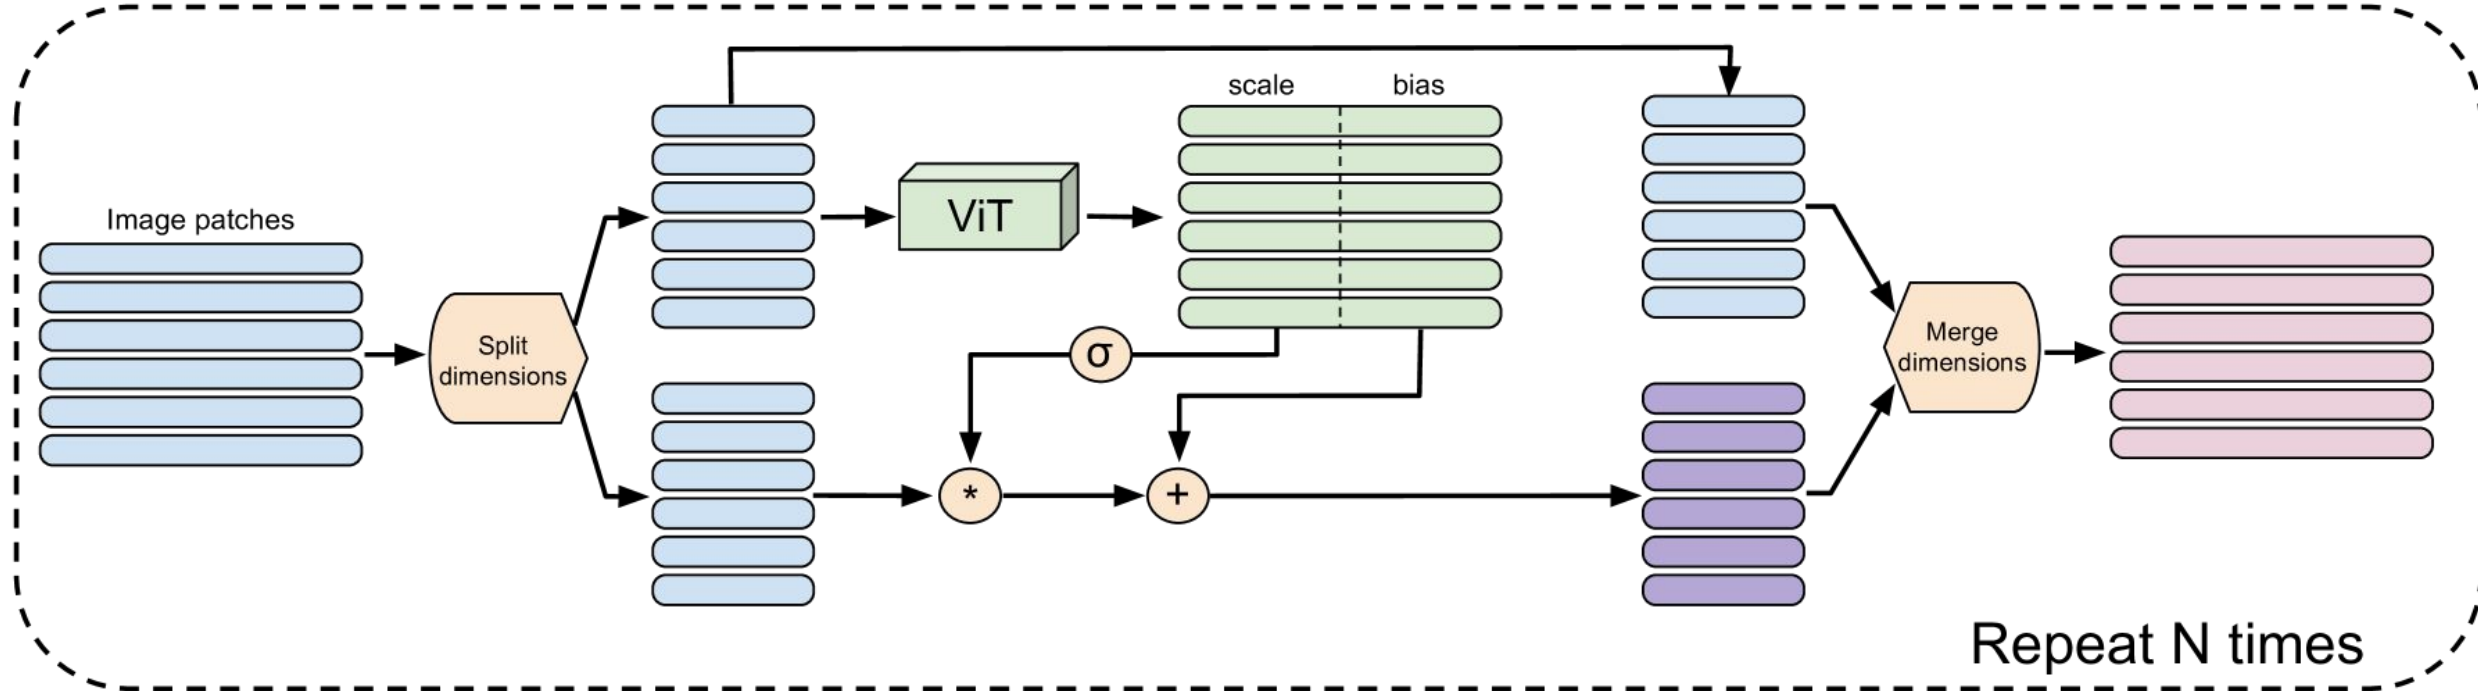 scale
bias
Image patches
ViT
Split
dimensions
σ
*
+
Merge
dimensions
Repeat N times